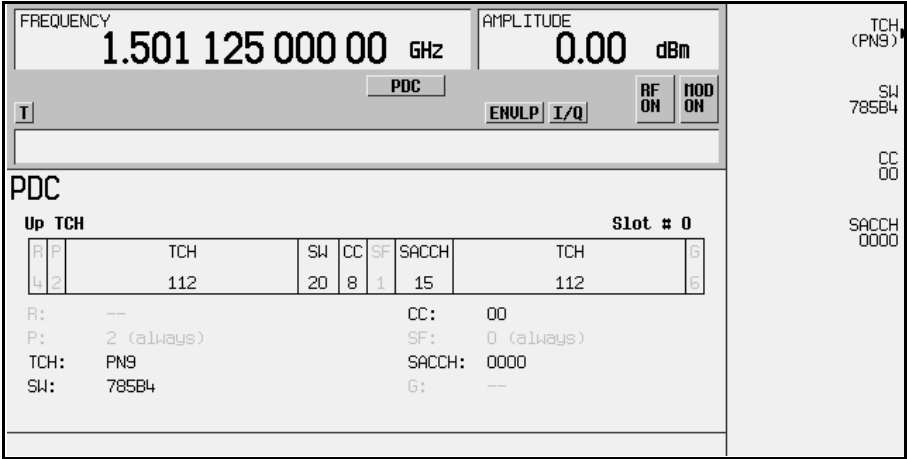 FREQUENCY
1.501 125 000 00 GHz
AMPLITUDE
0.00 dBm
PDC
RF ON
MOD ON
T
ENVLP I/Q
PDC
Up TCH Slot # 0
R P TCH SW CC SF SACCH TCH G
4 2 112 20 8 1 15 112 6
R: -- CC: 00
P: 2 (always) SF: 0 (always)
TCH: PN9 SACCH: 0000
SW: 785B4 G: --
TCH
(PN9)
SW
785B4
CC
00
SACCH
0000